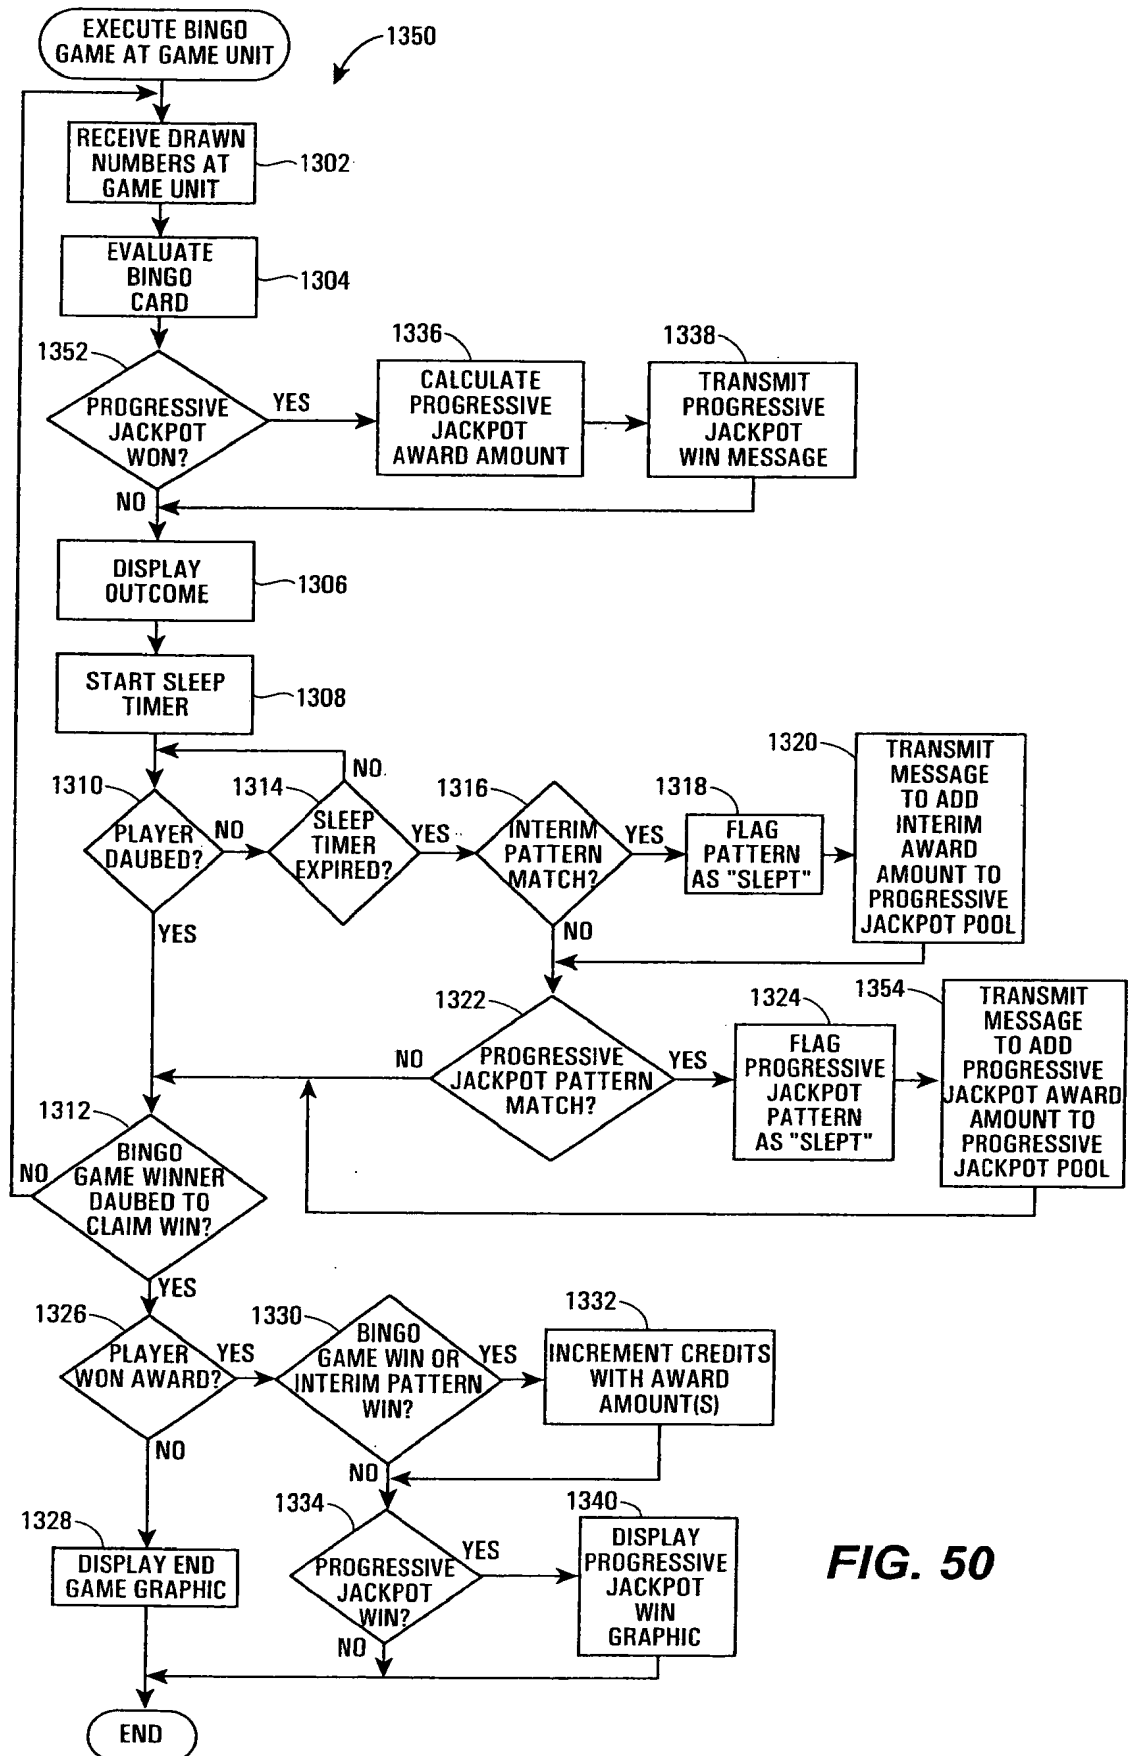 EXECUTE BINGO
GAME AT GAME UNIT
1350
RECEIVE DRAWN
NUMBERS AT
GAME UNIT
1302
EVALUATE
BINGO
CARD
1304
1352
PROGRESSIVE
JACKPOT
WON?
YES
NO
1336
CALCULATE
PROGRESSIVE
JACKPOT
AWARD AMOUNT
1338
TRANSMIT
PROGRESSIVE
JACKPOT
WIN MESSAGE
DISPLAY
OUTCOME
1306
START SLEEP
TIMER
1308
1310
PLAYER
DAUBED?
NO
YES
1314
SLEEP
TIMER
EXPIRED?
NO
YES
1316
INTERIM
PATTERN
MATCH?
YES
NO
1318
FLAG
PATTERN
AS "SLEPT"
1320
TRANSMIT
MESSAGE
TO ADD
INTERIM
AWARD
AMOUNT TO
PROGRESSIVE
JACKPOT POOL
1322
PROGRESSIVE
JACKPOT PATTERN
MATCH?
NO
YES
1324
FLAG
PROGRESSIVE
JACKPOT
PATTERN
AS "SLEPT"
1354
TRANSMIT
MESSAGE
TO ADD
PROGRESSIVE
JACKPOT AWARD
AMOUNT TO
PROGRESSIVE
JACKPOT POOL
1312
BINGO
GAME WINNER
DAUBED TO
CLAIM WIN?
NO
YES
1326
PLAYER
WON AWARD?
YES
NO
1330
BINGO
GAME WIN OR
INTERIM PATTERN
WIN?
YES
NO
1332
INCREMENT CREDITS
WITH AWARD
AMOUNT(S)
1328
DISPLAY END
GAME GRAPHIC
1334
PROGRESSIVE
JACKPOT
WIN?
YES
NO
1340
DISPLAY
PROGRESSIVE
JACKPOT
WIN
GRAPHIC
FIG. 50
END